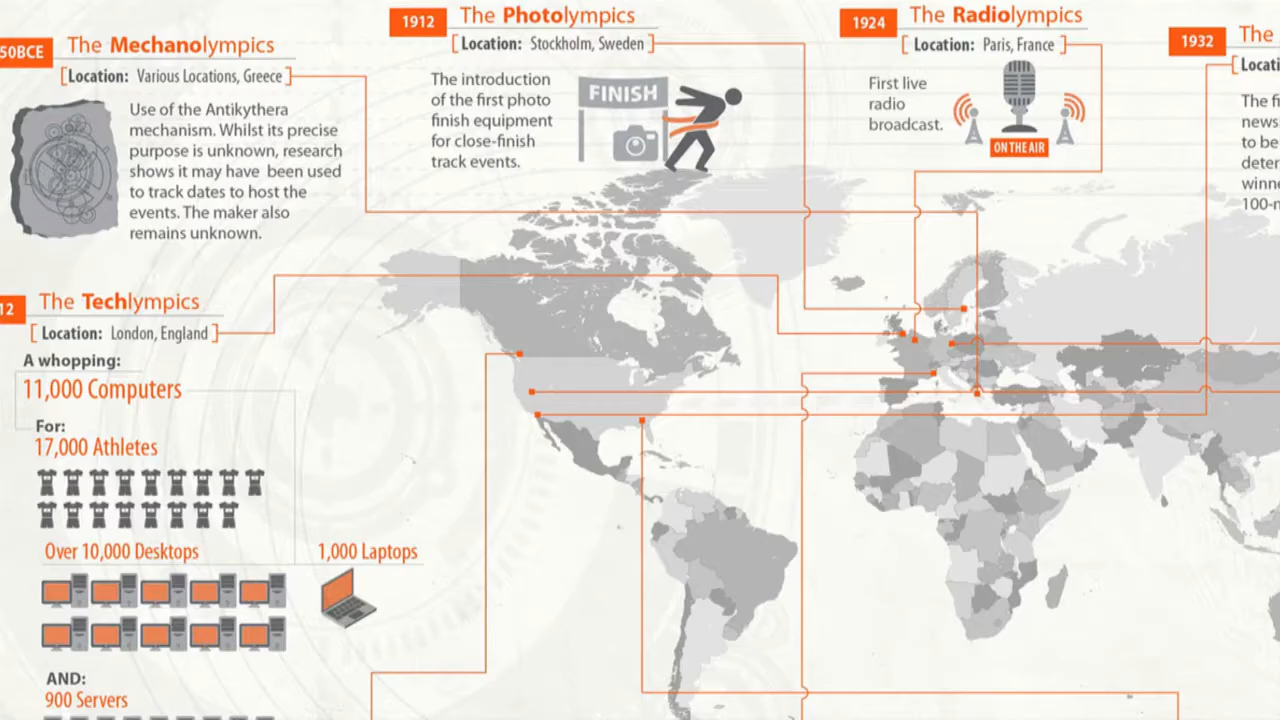 50BCE
The Mechanolympics
[Location: Various Locations, Greece]
Use of the Antikythera
mechanism. Whilst its precise
purpose is unknown, research
shows it may have been used
to track dates to host the
events. The maker also
remains unknown.
1912
The Photolympics
[Location: Stockholm, Sweden]
The introduction
of the first photo
finish equipment
for close-finish
track events.
FINISH
1924
The Radiolympics
[Location: Paris, France]
First live
radio
broadcast.
ON THE AIR
1932
The
[Locati
The fi
news
to be
deter
winne
100-m
12
The Techlympics
[Location: London, England]
A whopping:
11,000 Computers
For:
17,000 Athletes
Over 10,000 Desktops
1,000 Laptops
AND:
900 Servers